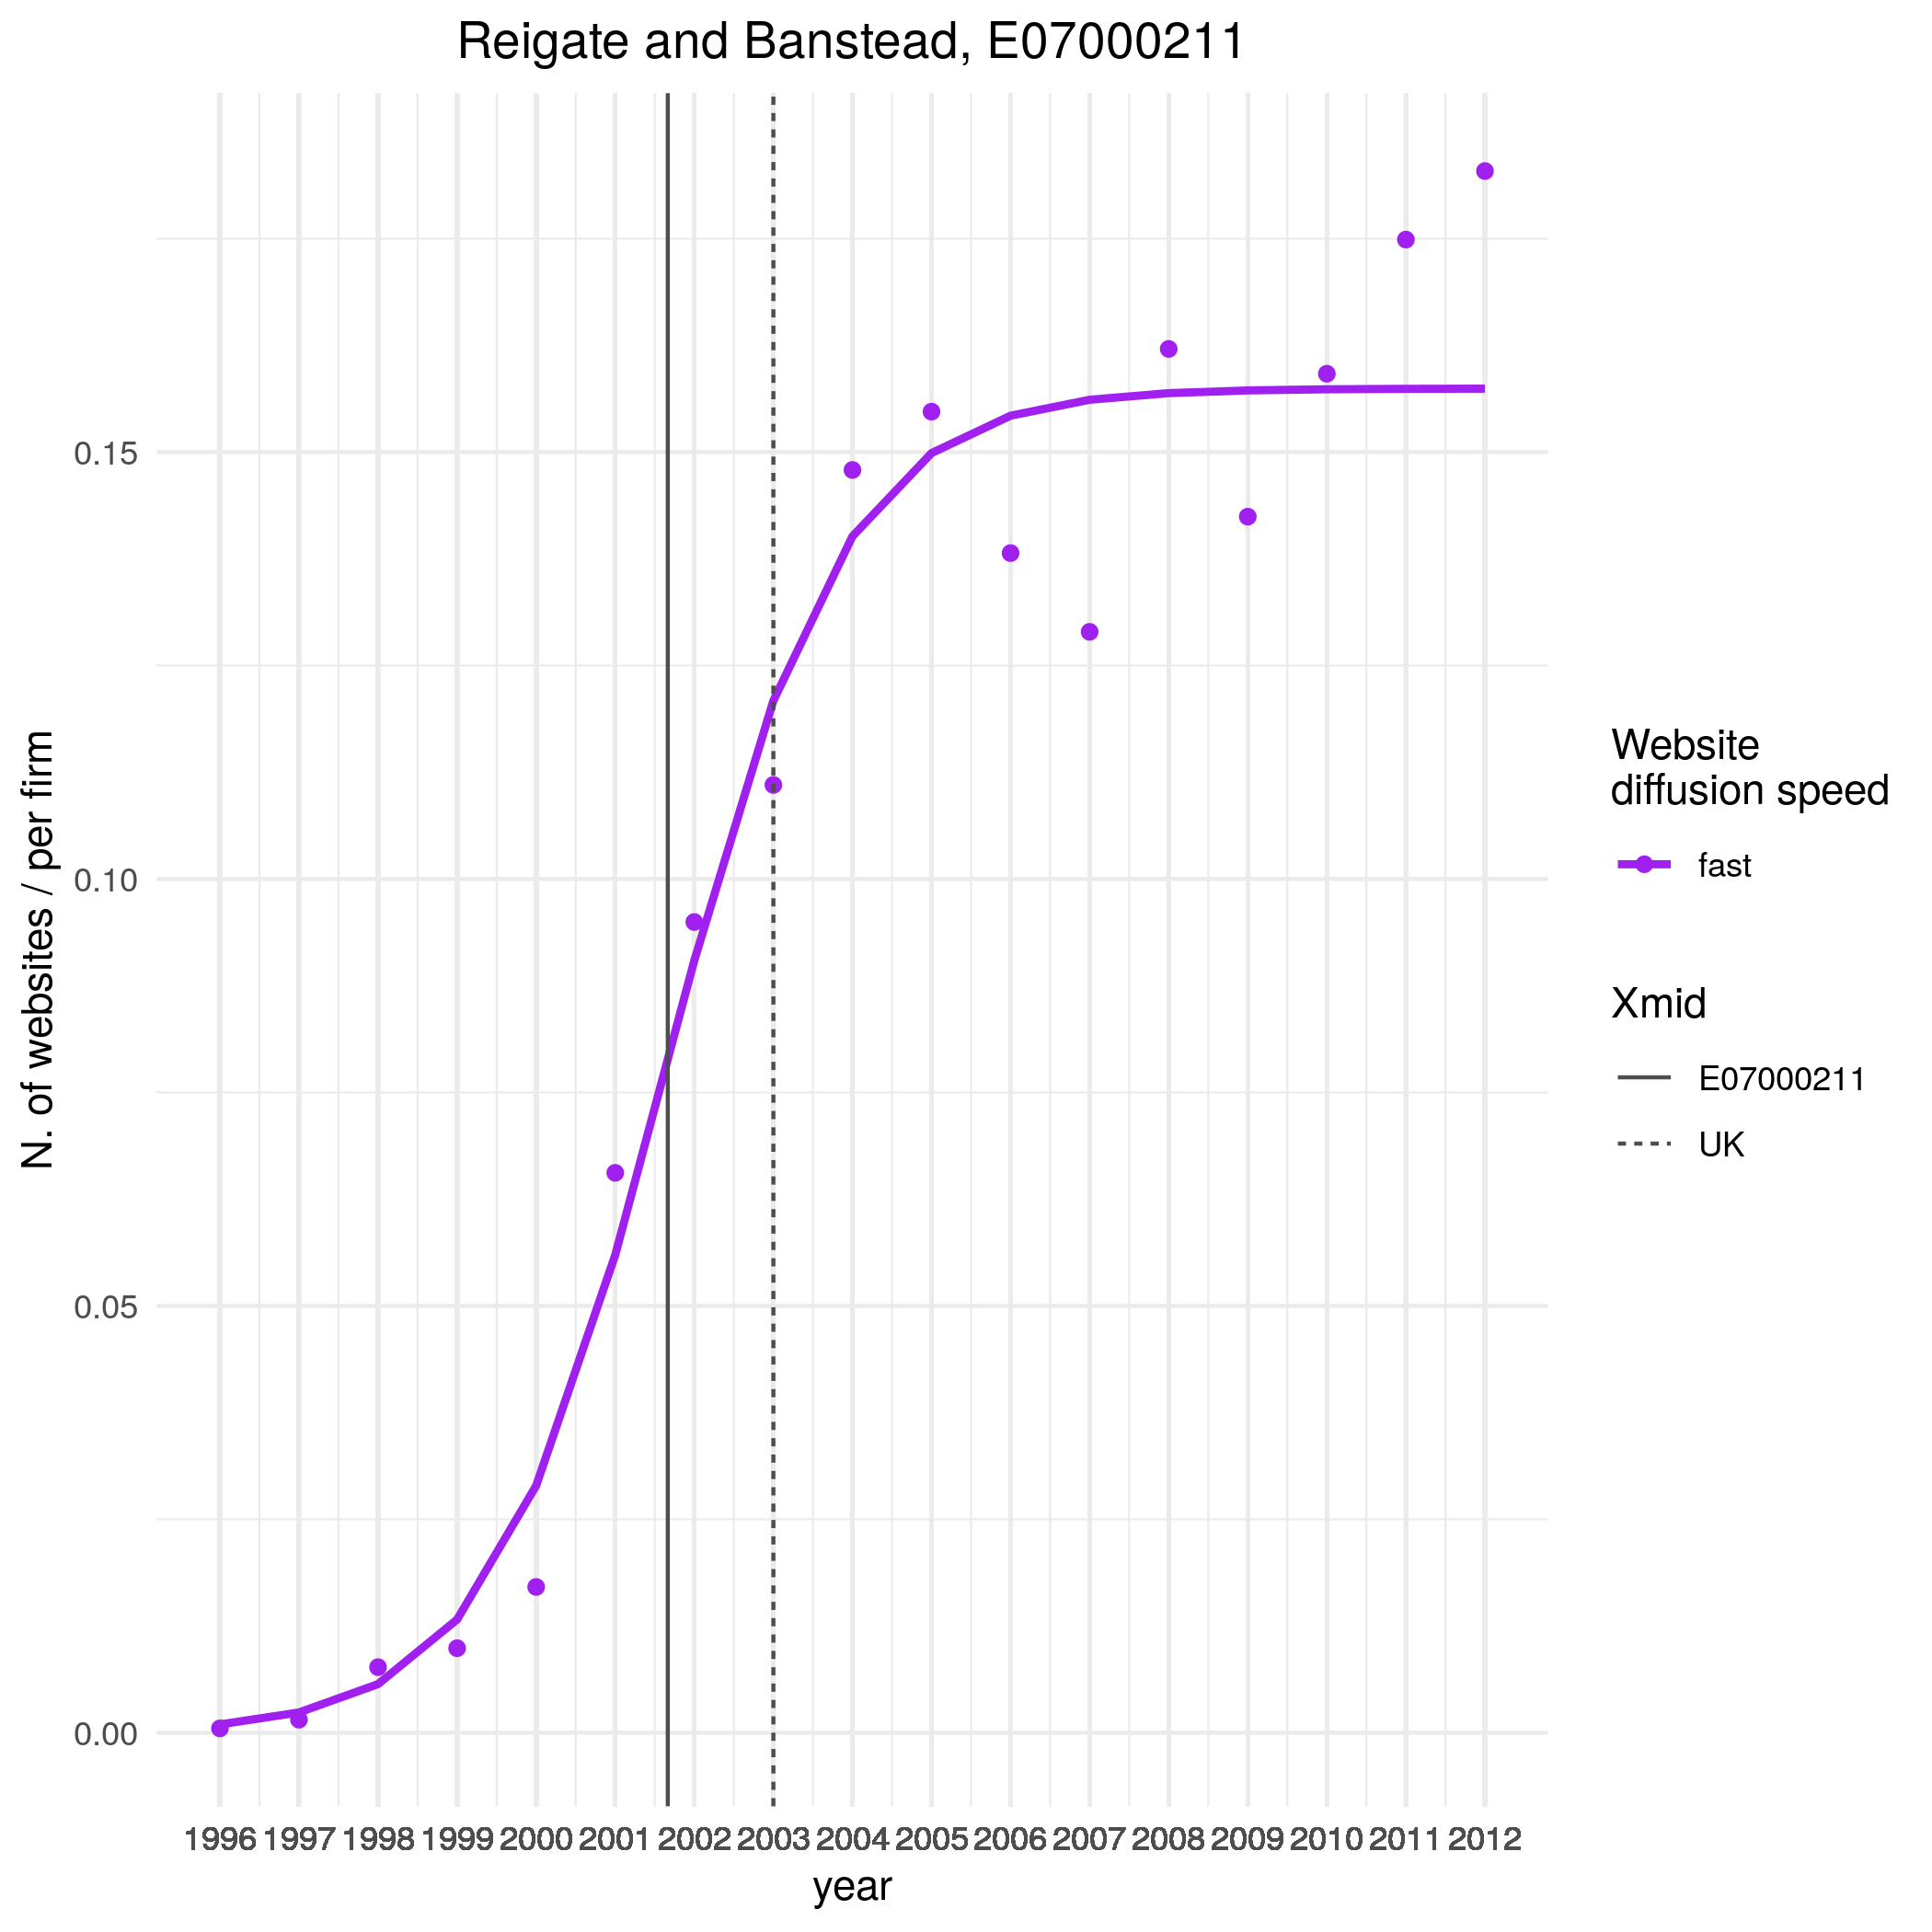 Reigate and Banstead, E07000211
N. of websites / per firm
0.15
0.10
0.05
0.00
1996 1997 1998 1999 2000 2001 2002 2003 2004 2005 2006 2007 2008 2009 2010 2011 2012
year
Website
diffusion speed
fast
Xmid
E07000211
UK